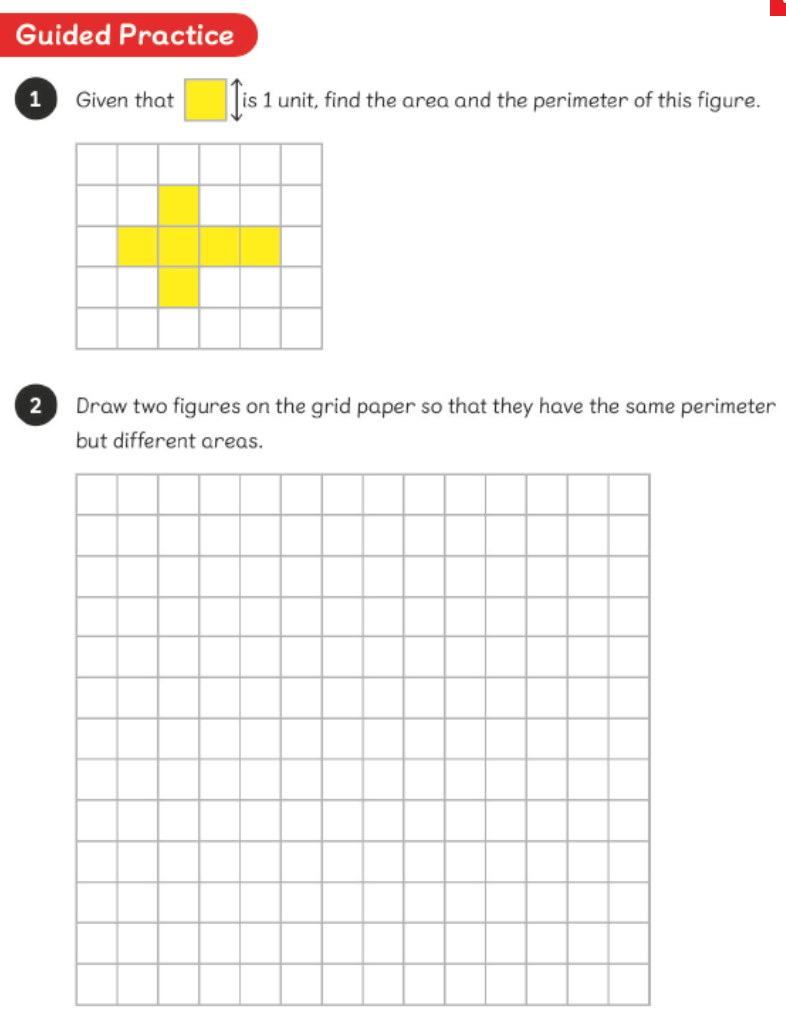 Guided Practice
1 Given that is 1 unit, find the area and the perimeter of this figure.
2 Draw two figures on the grid paper so that they have the same perimeter
but different areas.